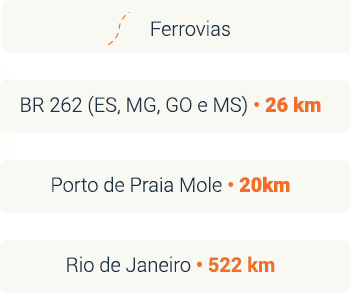 Ferrovias
BR 262 (ES, MG, GO e MS) • 26 km
Porto de Praia Mole • 20km
Rio de Janeiro • 522 km